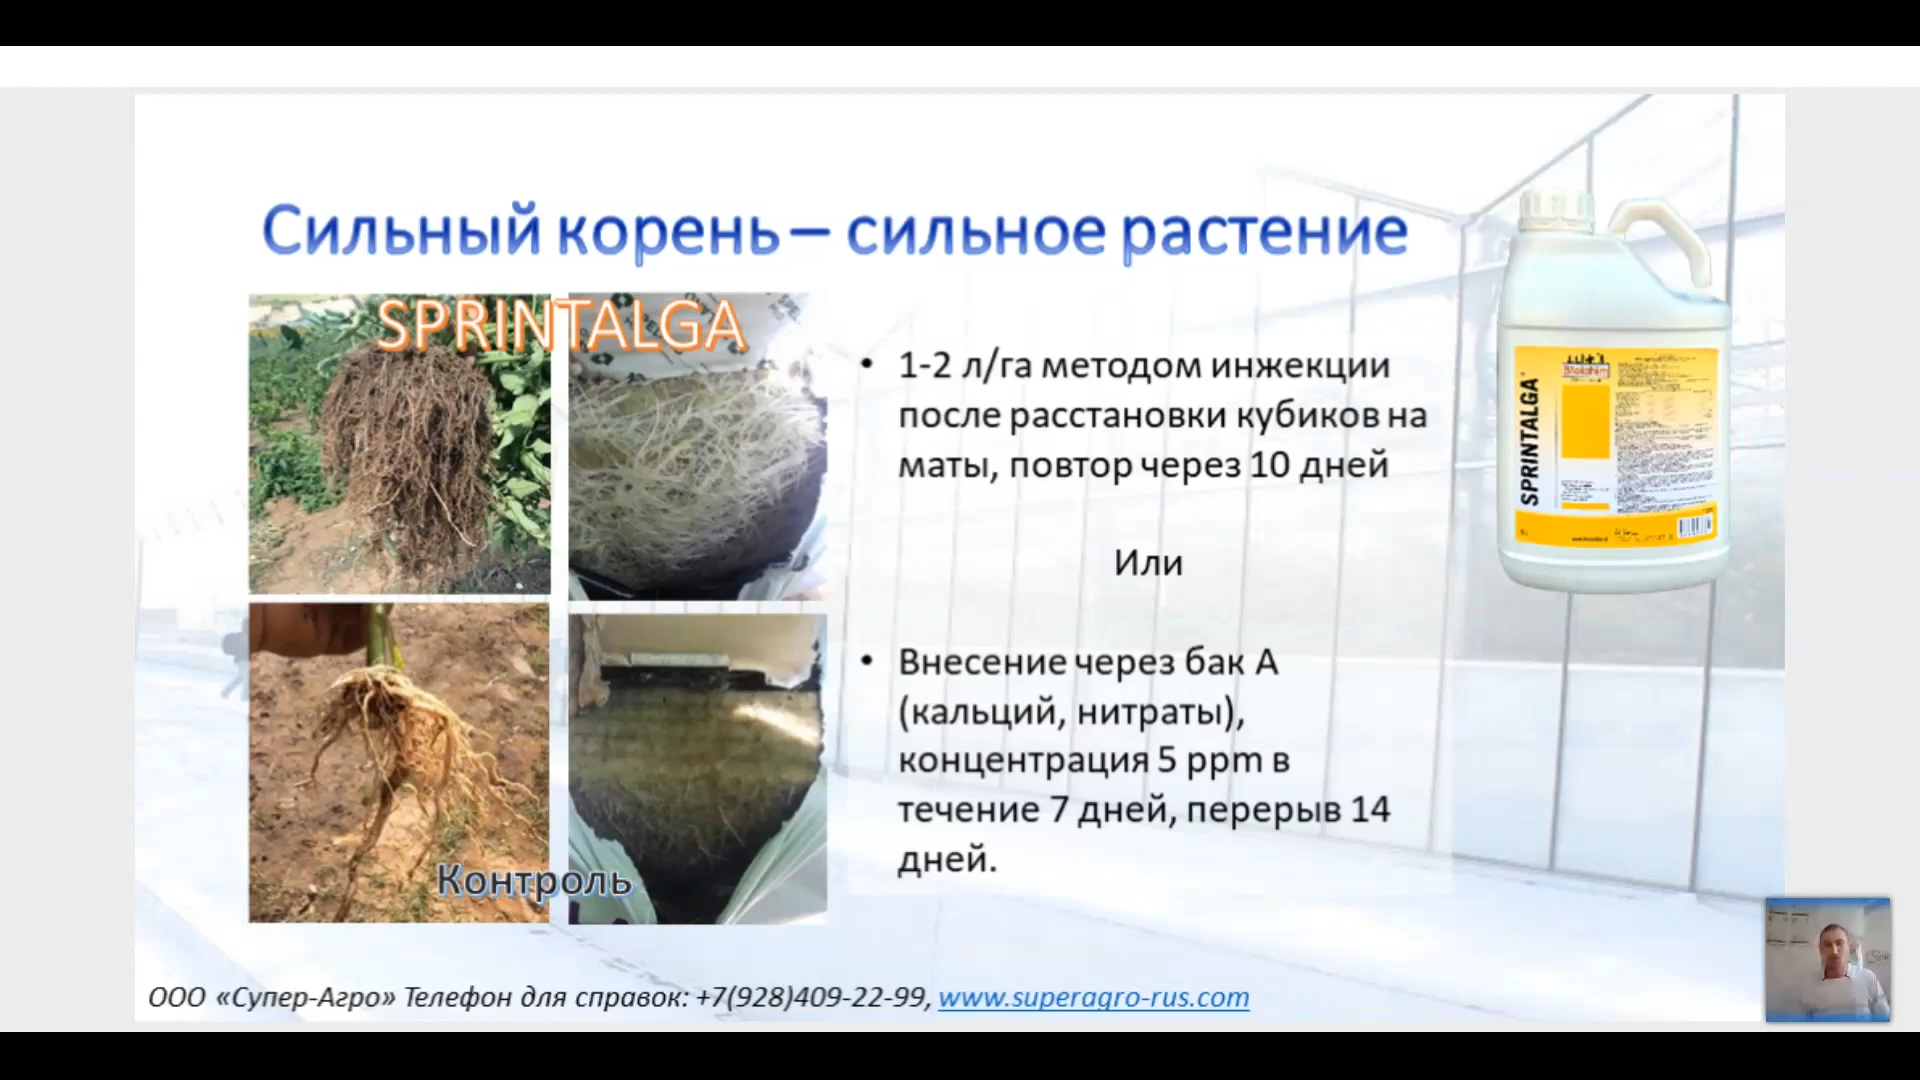 Сильный корень – сильное растение
SPRINTALGA
• 1-2 л/га методом инжекции
после расстановки кубиков на
маты, повтор через 10 дней
Или
• Внесение через бак А
(кальций, нитраты),
концентрация 5 ppm в
течение 7 дней, перерыв 14
дней.
Контроль
SPRINTALGA
ООО «Супер-Агро» Телефон для справок: +7(928)409-22-99, www.superagro-rus.com